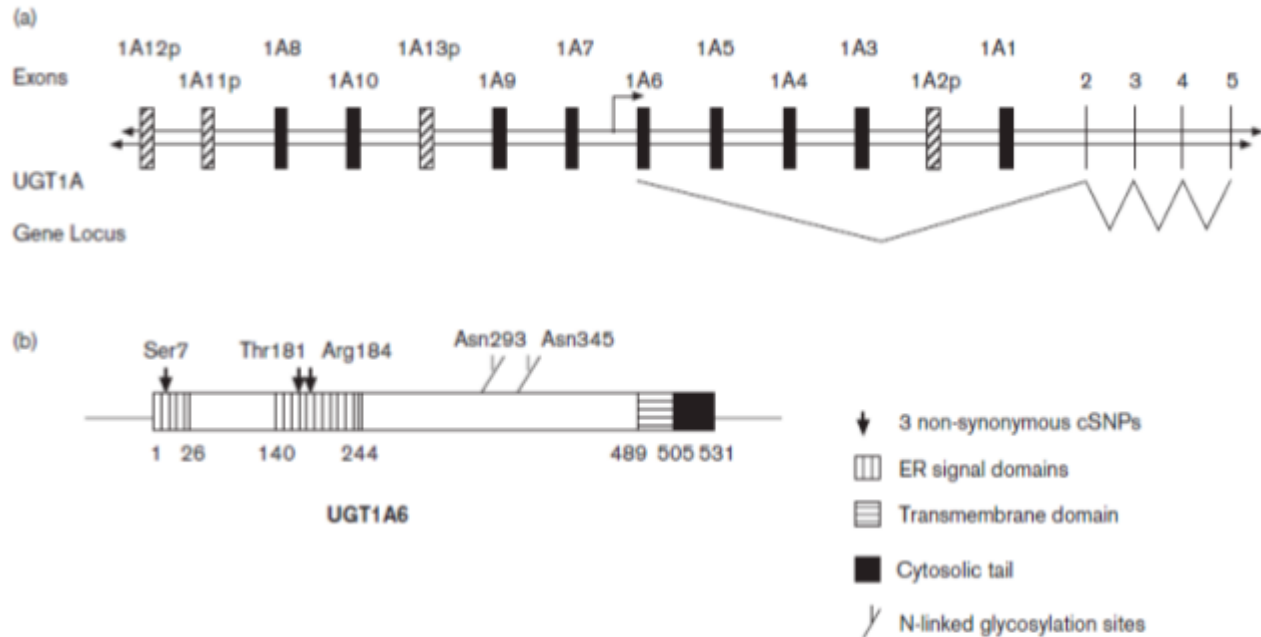 (a)
1A12p 1A8 1A13p 1A7 1A5 1A3 1A1
Exons 1A11p 1A10 1A9 1A6 1A4 1A2p 2 3 4 5
UGT1A
Gene Locus
(b)
Ser7 Thr181 Arg184 Asn293 Asn345
1 26 140 244 489 505 531
UGT1A6
3 non-synonymous cSNPs
ER signal domains
Transmembrane domain
Cytosolic tail
N-linked glycosylation sites